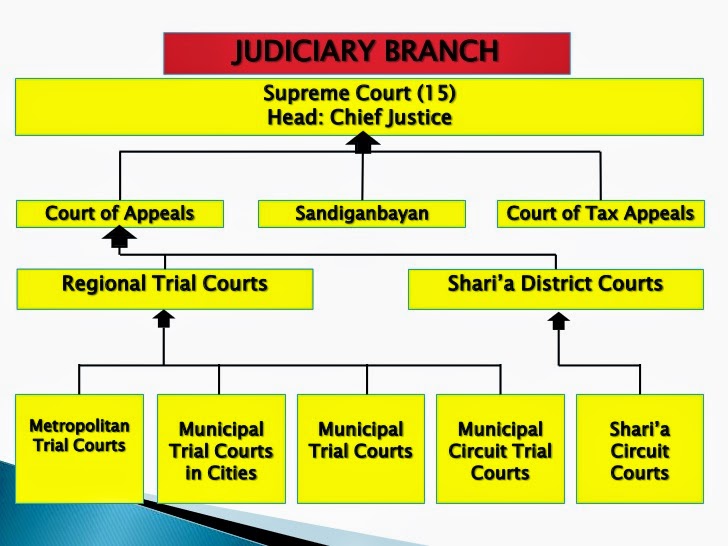 JUDICIARY BRANCH
Supreme Court (15)
Head: Chief Justice
Court of Appeals
Sandiganbayan
Court of Tax Appeals
Regional Trial Courts
Shari’a District Courts
Metropolitan
Trial Courts
Municipal
Trial Courts
in Cities
Municipal
Trial Courts
Municipal
Circuit Trial
Courts
Shari’a
Circuit
Courts